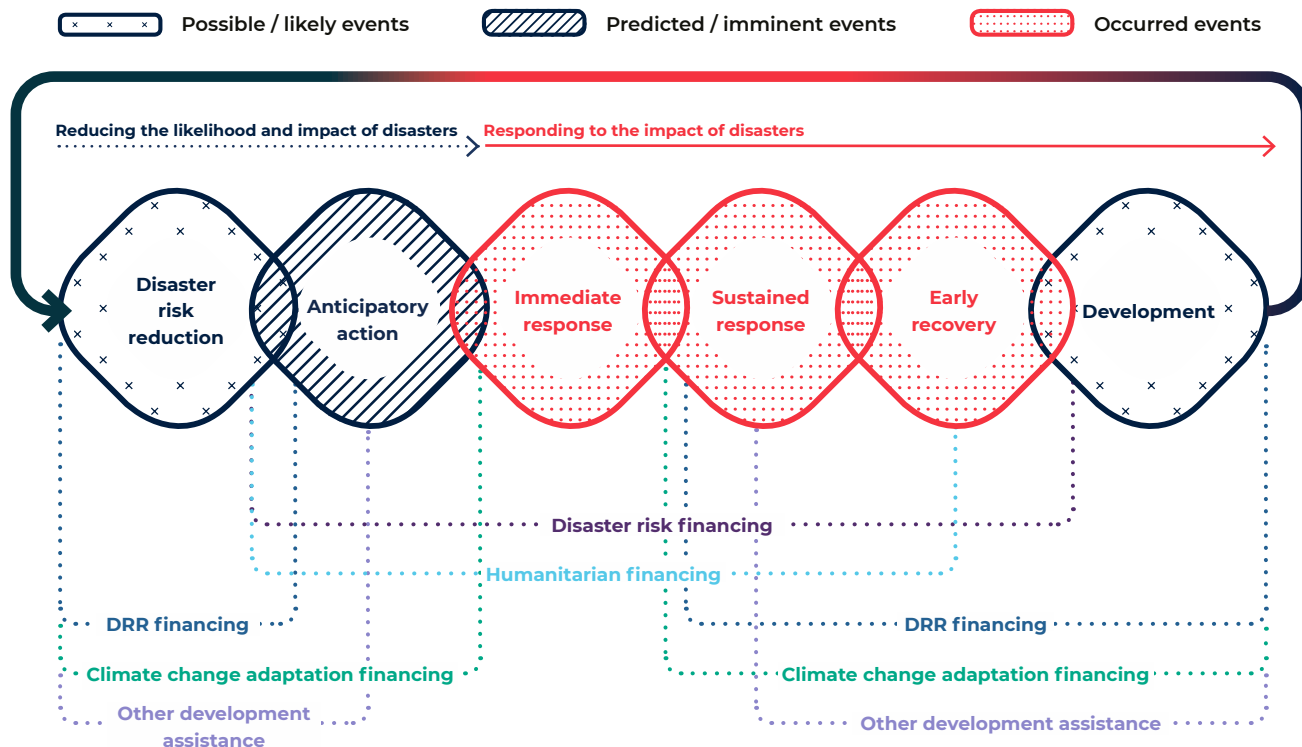 Possible / likely events
Predicted / imminent events
Occurred events
Reducing the likelihood and impact of disasters
Responding to the impact of disasters
Disaster
risk
reduction
Anticipatory
action
Immediate
response
Sustained
response
Early
recovery
Development
Disaster risk financing
Humanitarian financing
DRR financing
DRR financing
Climate change adaptation financing
Climate change adaptation financing
Other development
assistance
Other development assistance